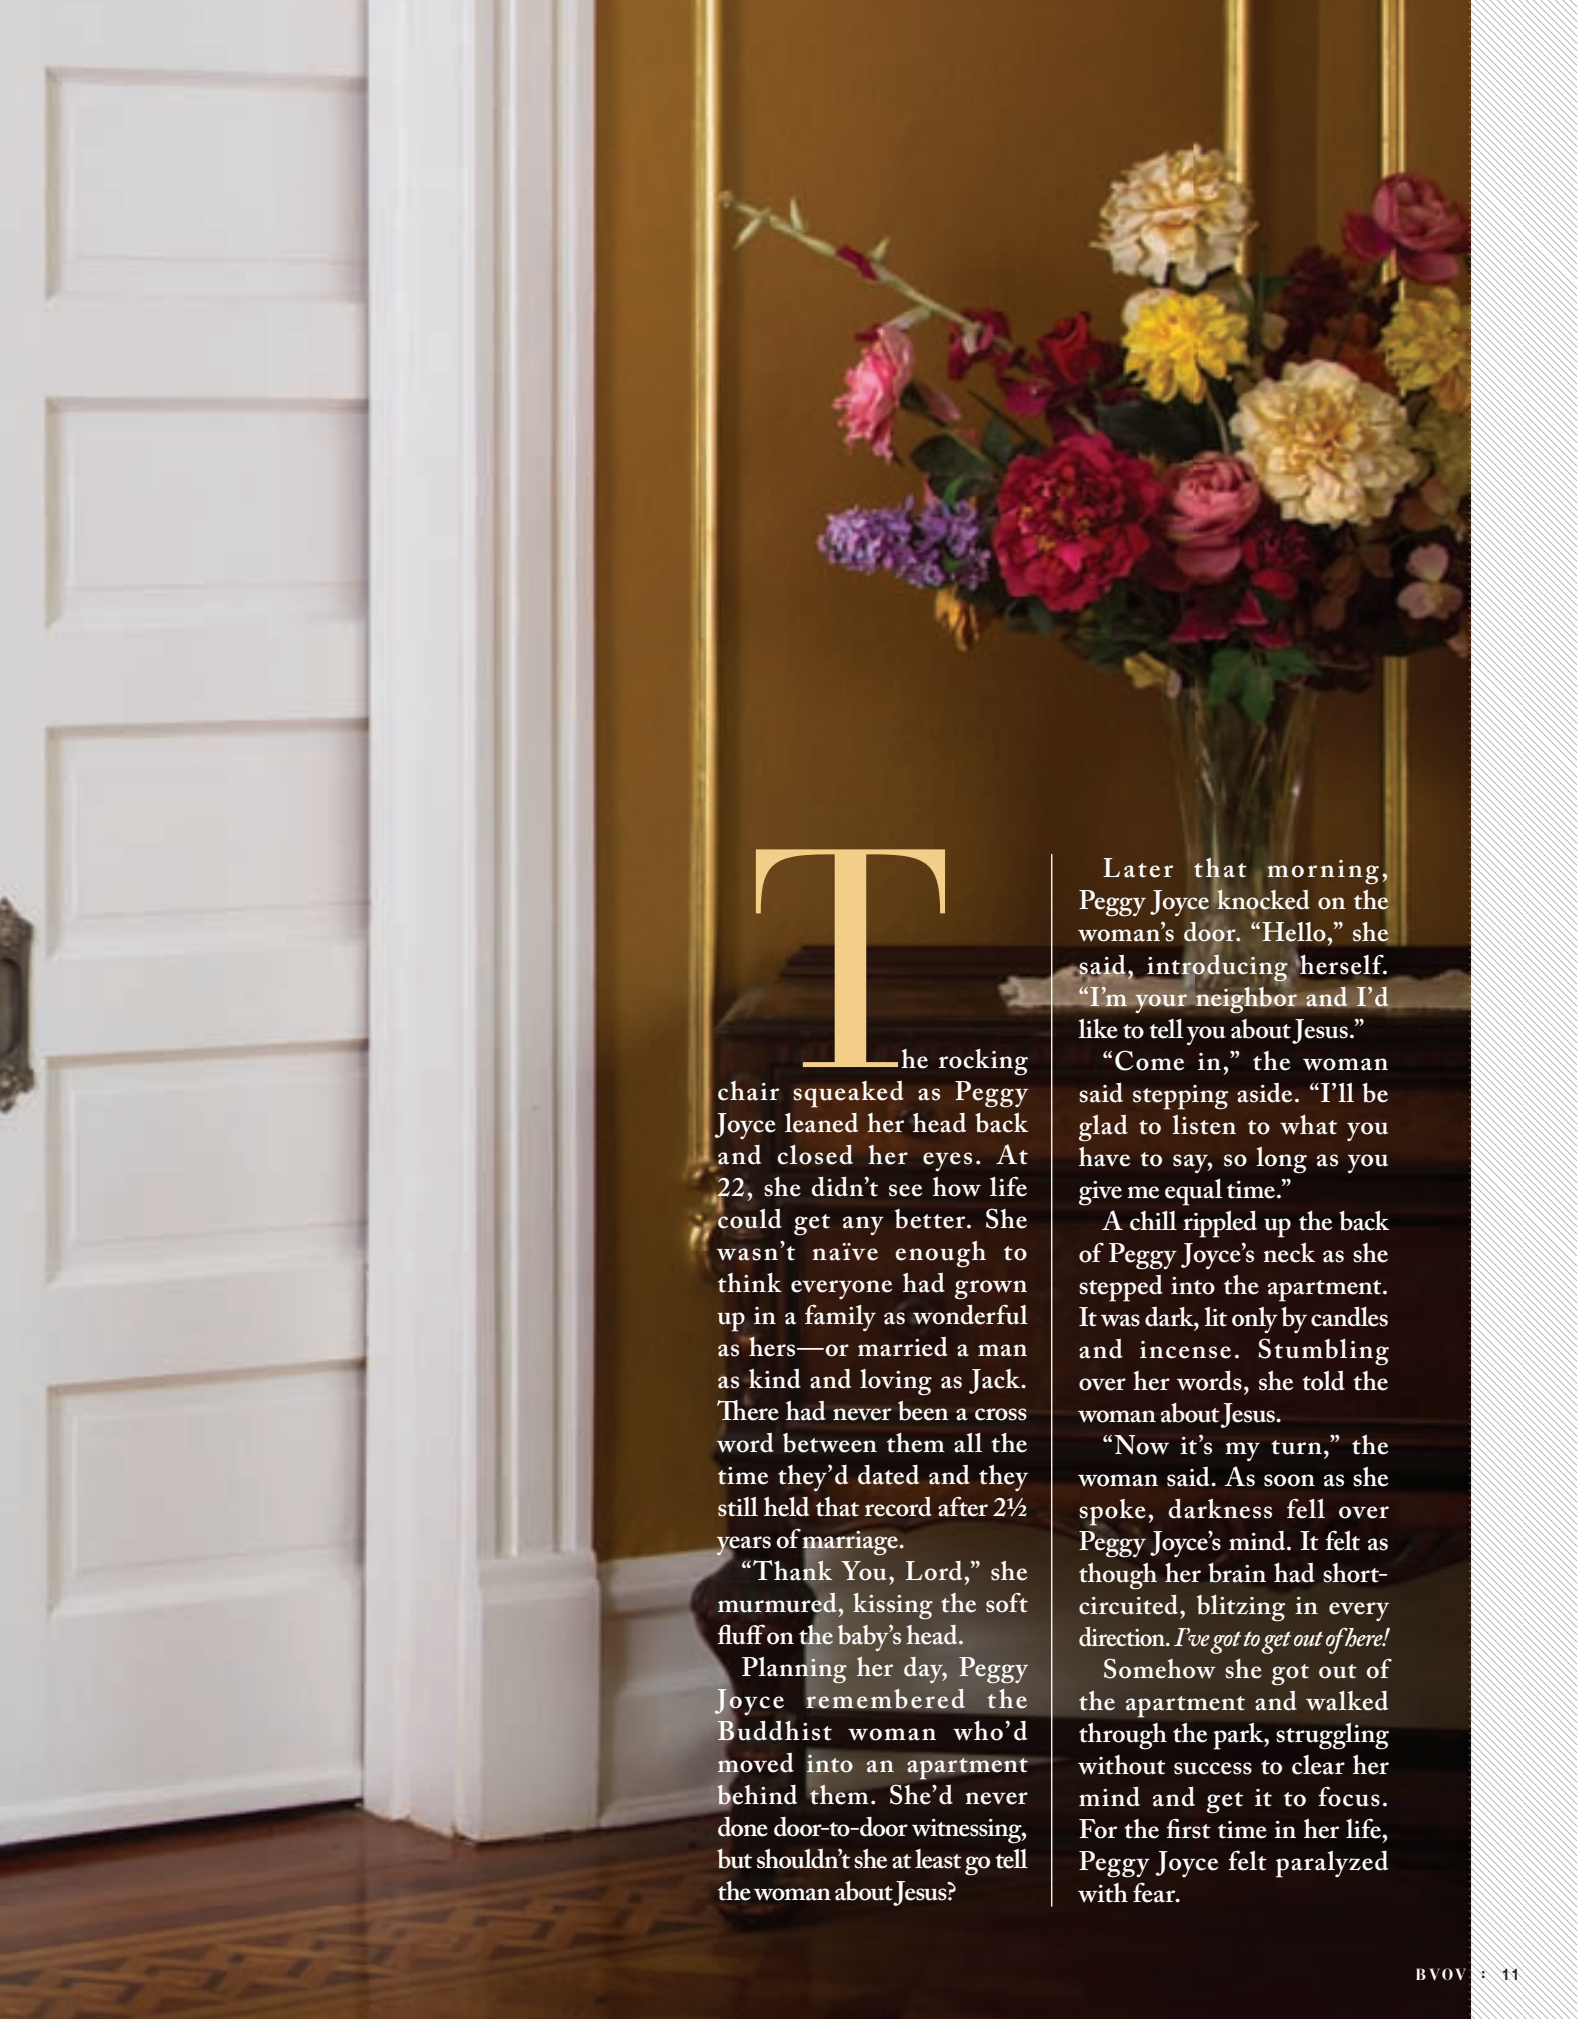 The rocking
chair squeaked as Peggy
Joyce leaned her head back
and closed her eyes. At
22, she didn’t see how life
could get any better. She
wasn’t naïve enough to
think everyone had grown
up in a family as wonderful
as hers—or married a man
as kind and loving as Jack.
There had never been a cross
word between them all the
time they’d dated and they
still held that record after 2½
years of marriage.
“Thank You, Lord,” she
murmured, kissing the soft
fluff on the baby’s head.
Planning her day, Peggy
Joyce remembered the
Buddhist woman who’d
moved into an apartment
behind them. She’d never
done door-to-door witnessing,
but shouldn’t she at least go tell
the woman about Jesus?
Later that morning,
Peggy Joyce knocked on the
woman’s door. “Hello,” she
said, introducing herself.
“I’m your neighbor and I’d
like to tell you about Jesus.”
“Come in,” the woman
said stepping aside. “I’ll be
glad to listen to what you
have to say, so long as you
give me equal time.”
A chill rippled up the back
of Peggy Joyce’s neck as she
stepped into the apartment.
It was dark, lit only by candles
and incense. Stumbling
over her words, she told the
woman about Jesus.
“Now it’s my turn,” the
woman said. As soon as she
spoke, darkness fell over
Peggy Joyce’s mind. It felt as
though her brain had short-
circuited, blitzing in every
direction. I’ve got to get out of here!
Somehow she got out of
the apartment and walked
through the park, struggling
without success to clear her
mind and get it to focus.
For the first time in her life,
Peggy Joyce felt paralyzed
with fear.
BVOV : 11